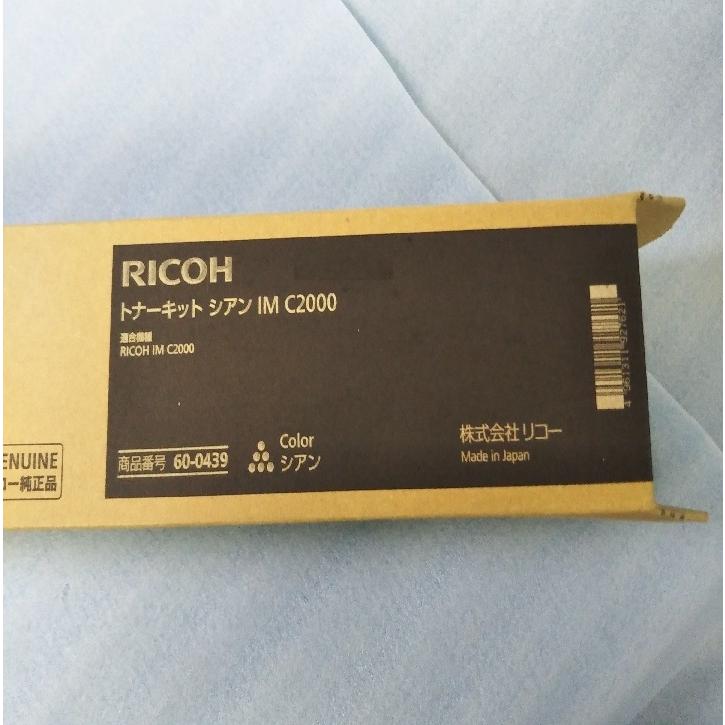 RICOH
トナーキット シアン IM C2000
適合機種
RICOH IM C2000
商品番号 60-0439
Color
シアン
株式会社 リコー
Made in Japan
ENUINE
コー純正品